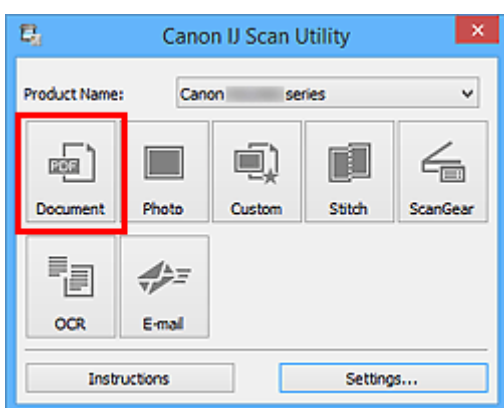 Canon IJ Scan Utility
Product Name: Canon series
PDF
Document Photo Custom Stitch ScanGear
OCR E-mail
Instructions Settings...